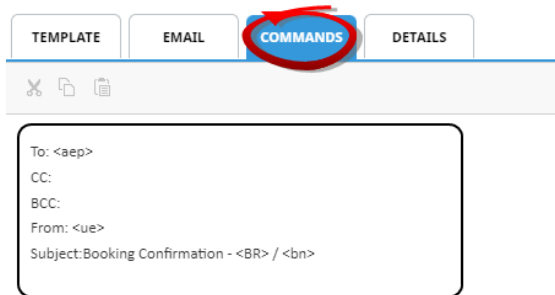 TEMPLATE EMAIL COMMANDS DETAILS
To: <aep>
CC:
BCC:
From: <ue>
Subject:Booking Confirmation - <BR> / <bn>